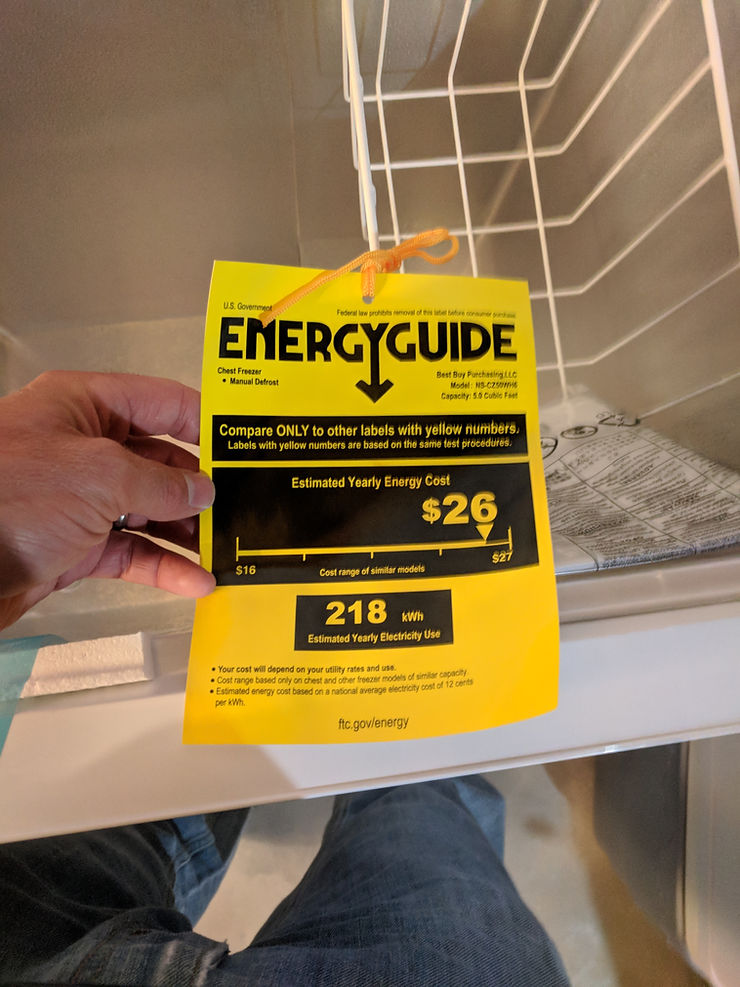 U.S. Government
Federal law prohibits removal of this label before consumer purchase.
ENERGYGUIDE
Chest Freezer
• Manual Defrost
Best Buy Purchasing,LLC
Model: NS-CZ50WH6
Capacity: 5.0 Cubic Feet
Compare ONLY to other labels with yellow numbers.
Labels with yellow numbers are based on the same test procedures.
Estimated Yearly Energy Cost
$26
$16
$27
Cost range of similar models
218 kWh
Estimated Yearly Electricity Use
• Your cost will depend on your utility rates and use.
• Cost range based only on chest and other freezer models of similar capacity
• Estimated energy cost based on a national average electricity cost of 12 cents
per kWh.
ftc.gov/energy